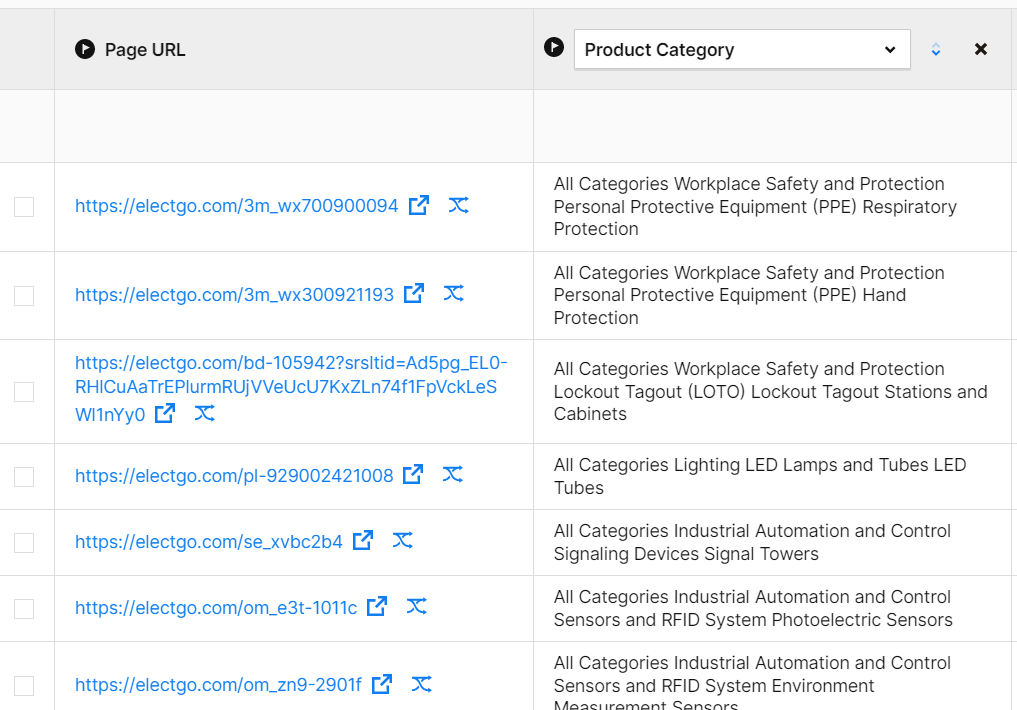 Page URL
Product Category
https://electgo.com/3m_wx700900094
All Categories Workplace Safety and Protection
Personal Protective Equipment (PPE) Respiratory
Protection
https://electgo.com/3m_wx300921193
All Categories Workplace Safety and Protection
Personal Protective Equipment (PPE) Hand
Protection
https://electgo.com/bd-105942?srsltid=Ad5pg_EL0-
RHlCuAaTrEPlurmRUjVVeUcU7KxZLn74f1FpVckLeS
Wl1nYy0
All Categories Workplace Safety and Protection
Lockout Tagout (LOTO) Lockout Tagout Stations and
Cabinets
https://electgo.com/pl-929002421008
All Categories Lighting LED Lamps and Tubes LED
Tubes
https://electgo.com/se_xvbc2b4
All Categories Industrial Automation and Control
Signaling Devices Signal Towers
https://electgo.com/om_e3t-1011c
All Categories Industrial Automation and Control
Sensors and RFID System Photoelectric Sensors
https://electgo.com/om_zn9-2901f
All Categories Industrial Automation and Control
Sensors and RFID System Environment
Measurement Sensors